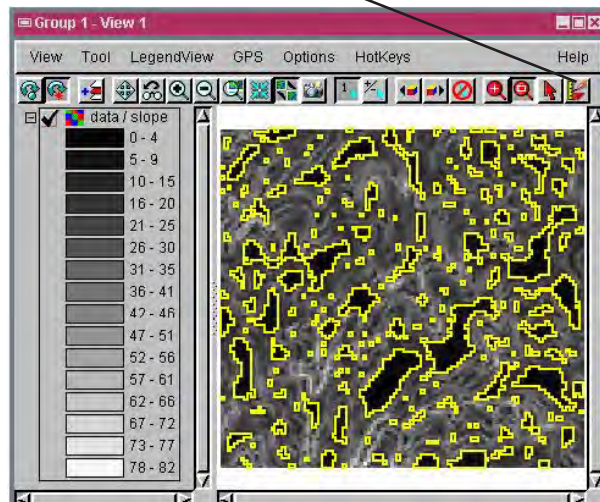 Group 1 - View 1
View Tool LegendView GPS Options HotKeys Help
data / slope
0 - 4
5 - 9
10 - 15
16 - 20
21 - 25
26 - 30
31 - 35
36 - 41
42 - 46
47 - 51
52 - 56
57 - 61
62 - 66
67 - 72
73 - 77
78 - 82